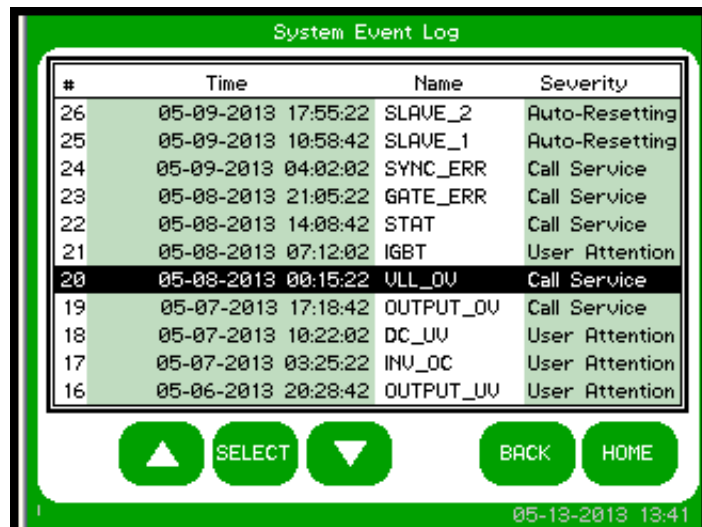 System Event Log
# Time Name Severity
26 05-09-2013 17:55:22 SLAVE_2 Auto-Resetting
25 05-09-2013 10:58:42 SLAVE_1 Auto-Resetting
24 05-09-2013 04:02:02 SYNC_ERR Call Service
23 05-08-2013 21:05:22 GATE_ERR Call Service
22 05-08-2013 14:08:42 STAT Call Service
21 05-08-2013 07:12:02 IGBT User Attention
20 05-08-2013 00:15:22 VLL_OV Call Service
19 05-07-2013 17:18:42 OUTPUT_OV Call Service
18 05-07-2013 10:22:02 DC_UV User Attention
17 05-07-2013 03:25:22 INV_OC User Attention
16 05-06-2013 20:28:42 OUTPUT_UV User Attention
SELECT BACK HOME
05-13-2013 13:41